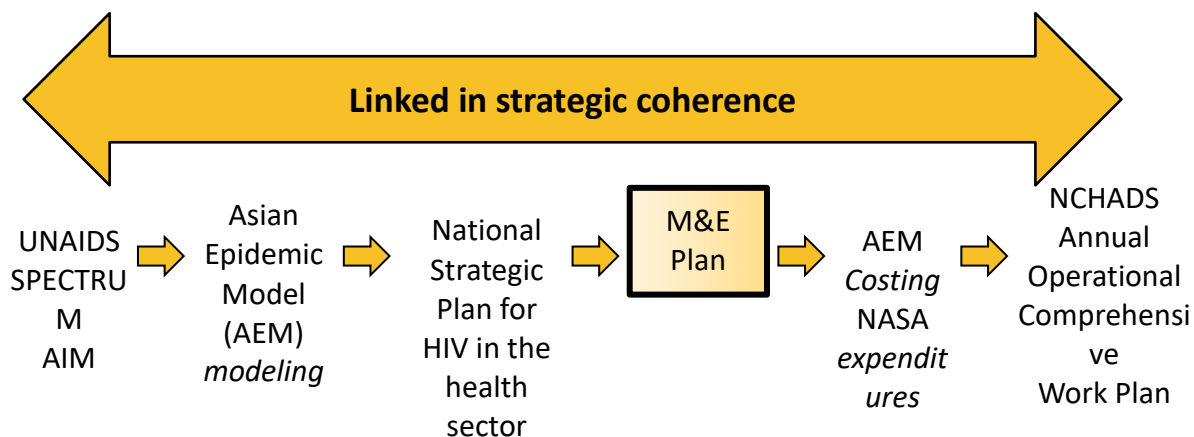 Linked in strategic coherence
UNAIDS
SPECTRU
M
AIM
Asian
Epidemic
Model
(AEM)
modeling
National
Strategic
Plan for
HIV in the
health
sector
M&E
Plan
AEM
Costing
NASA
expendit
ures
NCHADS
Annual
Operational
Comprehensi
ve
Work Plan